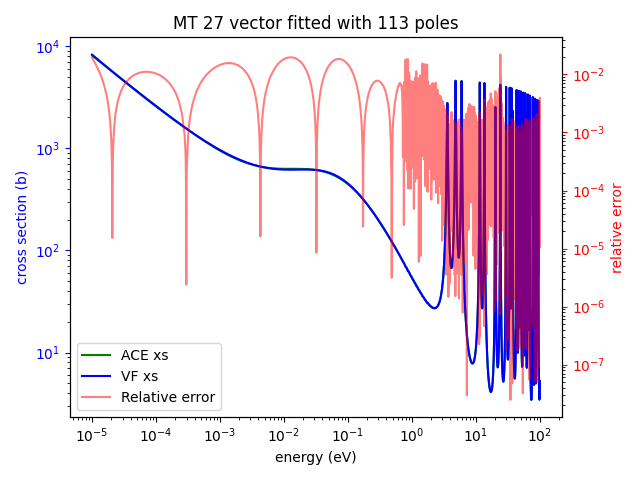 MT 27 vector fitted with 113 poles
10⁴
10³
10²
10¹
cross section (b)
10⁻²
10⁻³
10⁻⁴
10⁻⁵
10⁻⁶
10⁻⁷
relative error
ACE xs
VF xs
Relative error
10⁻⁵ 10⁻⁴ 10⁻³ 10⁻² 10⁻¹ 10⁰ 10¹ 10²
energy (eV)